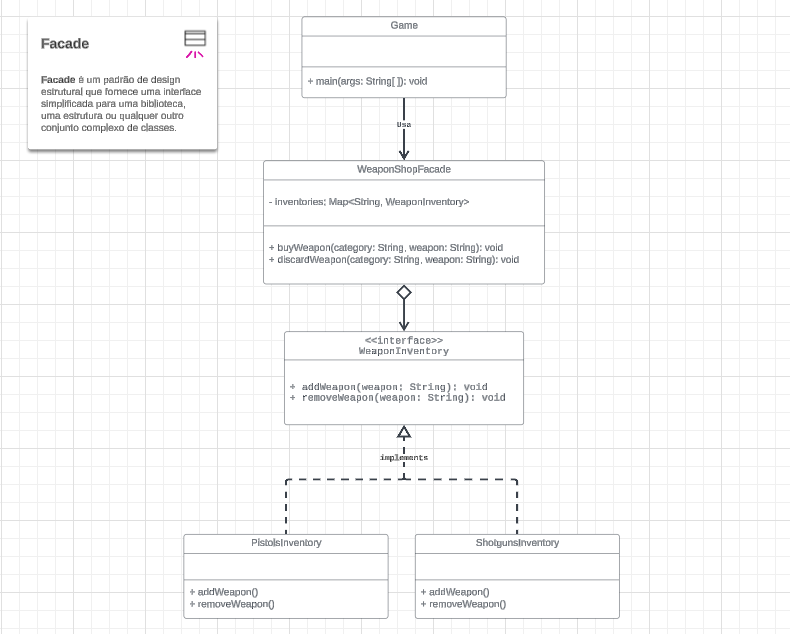 Facade
Facade é um padrão de design
estrutural que fornece uma interface
simplificada para uma biblioteca,
uma estrutura ou qualquer outro
conjunto complexo de classes.
Game
+ main(args: String[ ]): void
Usa
WeaponShopFacade
- inventories: Map<String, WeaponInventory>
+ buyWeapon(category: String, weapon: String): void
+ discardWeapon(category: String, weapon: String): void
<<interface>>
WeaponInventory
+ addWeapon(weapon: String): void
+ removeWeapon(weapon: String): void
implements
PistolsInventory
+ addWeapon()
+ removeWeapon()
ShotgunsInventory
+ addWeapon()
+ removeWeapon()